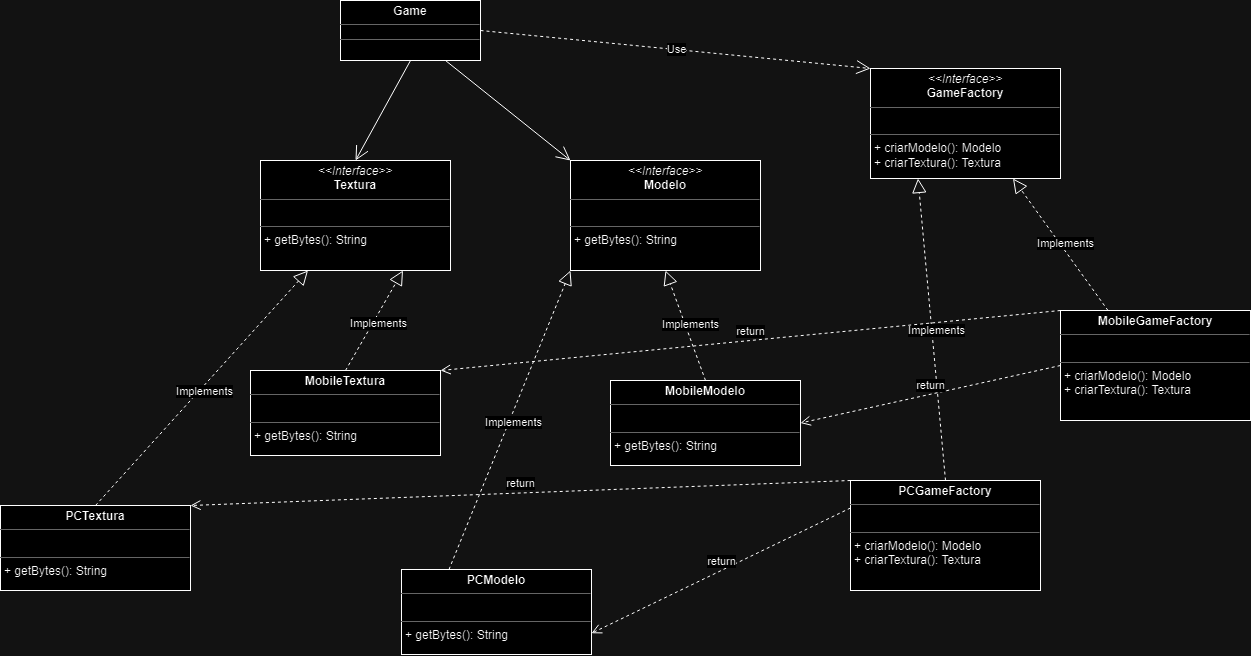 Game
Use
<<Interface>>
GameFactory
+ criarModelo(): Modelo
+ criarTextura(): Textura
<<Interface>>
Textura
+ getBytes(): String
<<Interface>>
Modelo
+ getBytes(): String
Implements
Implements
Implements
return
Implements
MobileGameFactory
+ criarModelo(): Modelo
+ criarTextura(): Textura
MobileTextura
+ getBytes(): String
Implements
return
MobileModelo
+ getBytes(): String
Implements
return
PCGameFactory
+ criarModelo(): Modelo
+ criarTextura(): Textura
PCTextura
+ getBytes(): String
return
PCModelo
+ getBytes(): String